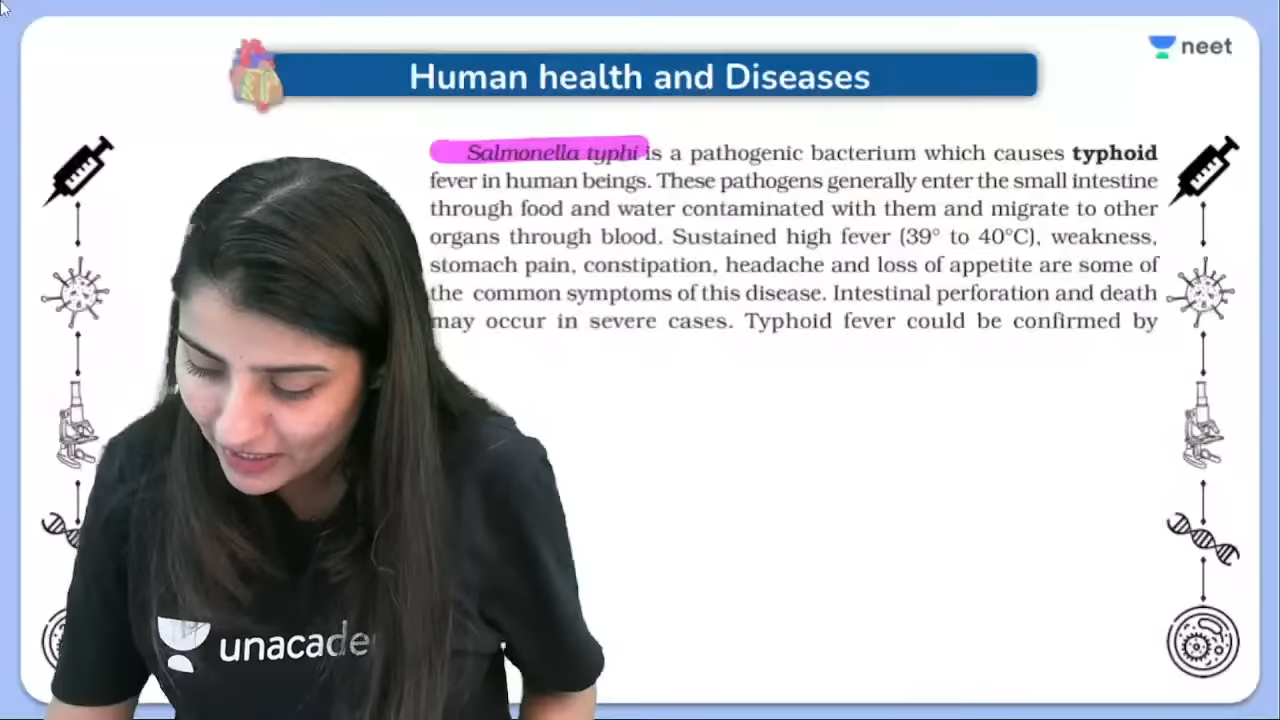 neet
Human health and Diseases
Salmonella typhi is a pathogenic bacterium which causes typhoid
fever in human beings. These pathogens generally enter the small intestine
through food and water contaminated with them and migrate to other
organs through blood. Sustained high fever (39° to 40°C), weakness,
stomach pain, constipation, headache and loss of appetite are some of
the common symptoms of this disease. Intestinal perforation and death
may occur in severe cases. Typhoid fever could be confirmed by
unacade